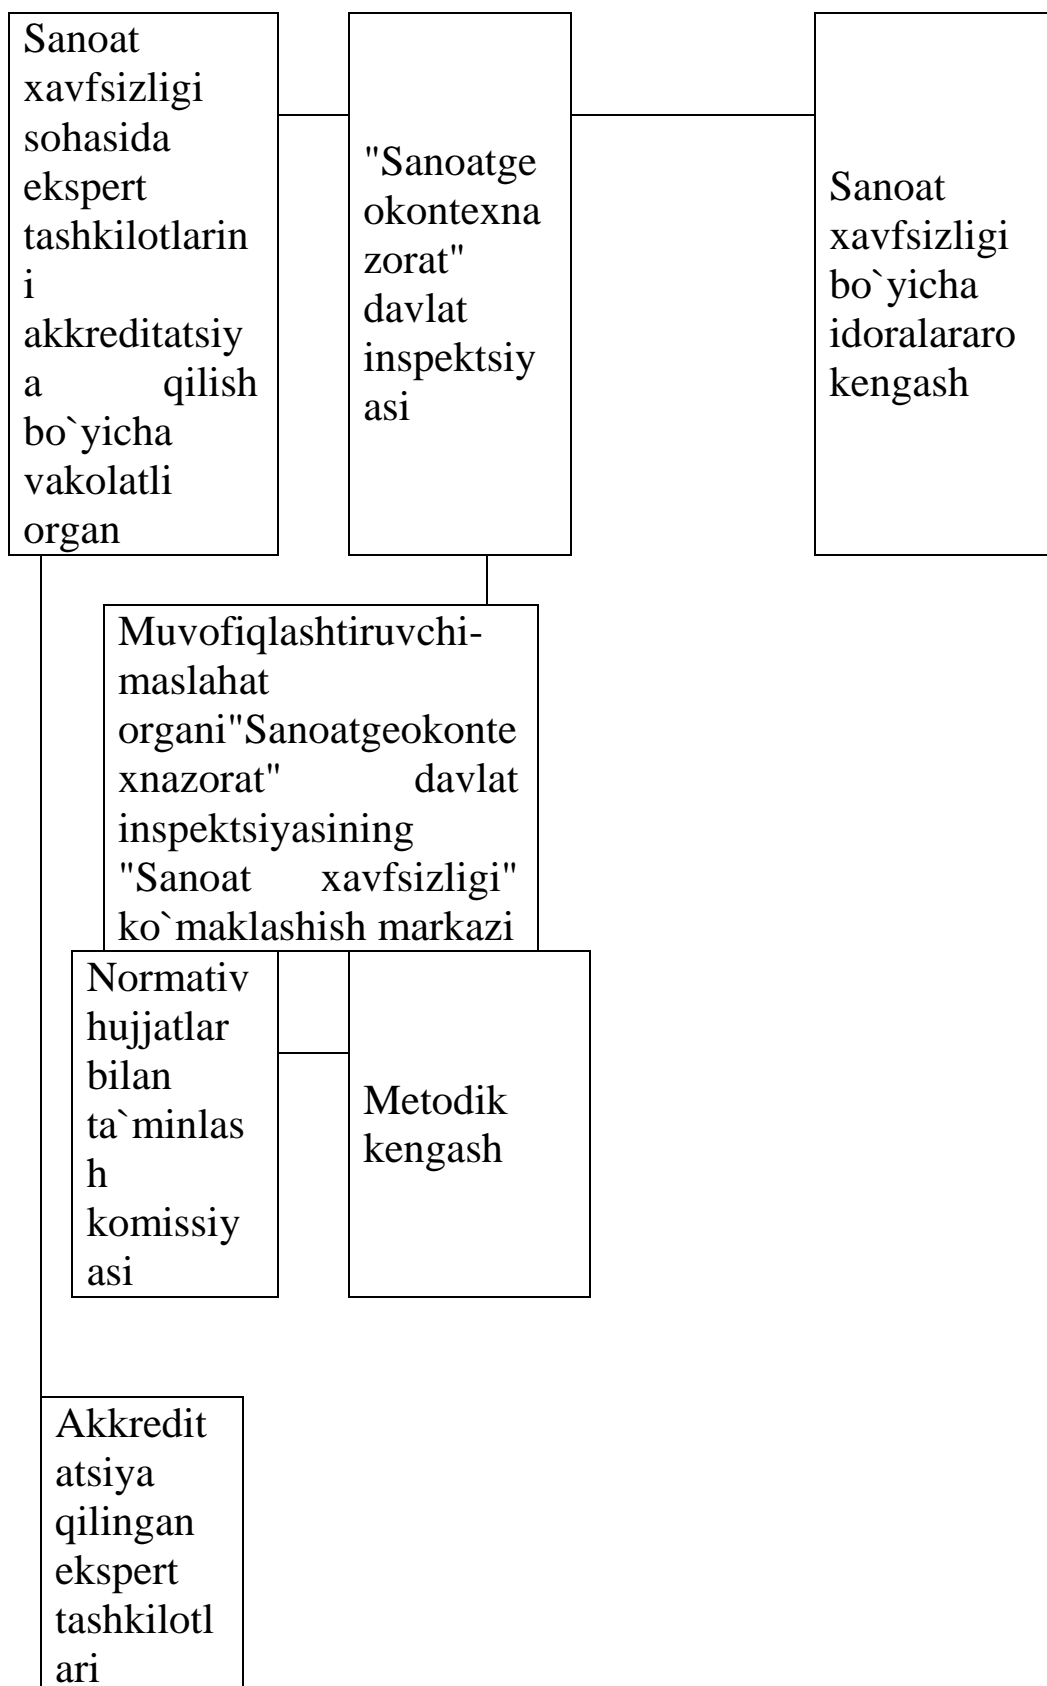 Sanoat
xavfsizligi
sohasida
ekspert
tashkilotlarin
i
akkreditatsiy
a qilish
bo`yicha
vakolatli
organ
"Sanoatge
okontexna
zorat"
davlat
inspektsiy
asi
Sanoat
xavfsizligi
bo`yicha
idoralararo
kengash
Muvofiqlashtiruvchi-
maslahat
organi"Sanoatgeokonte
xnazorat" davlat
inspektsiyasining
"Sanoat xavfsizligi"
ko`maklashish markazi
Normativ
hujjatlar
bilan
ta`minlas
h
komissiy
asi
Metodik
kengash
Akkredit
atsiya
qilingan
ekspert
tashkilotl
ari